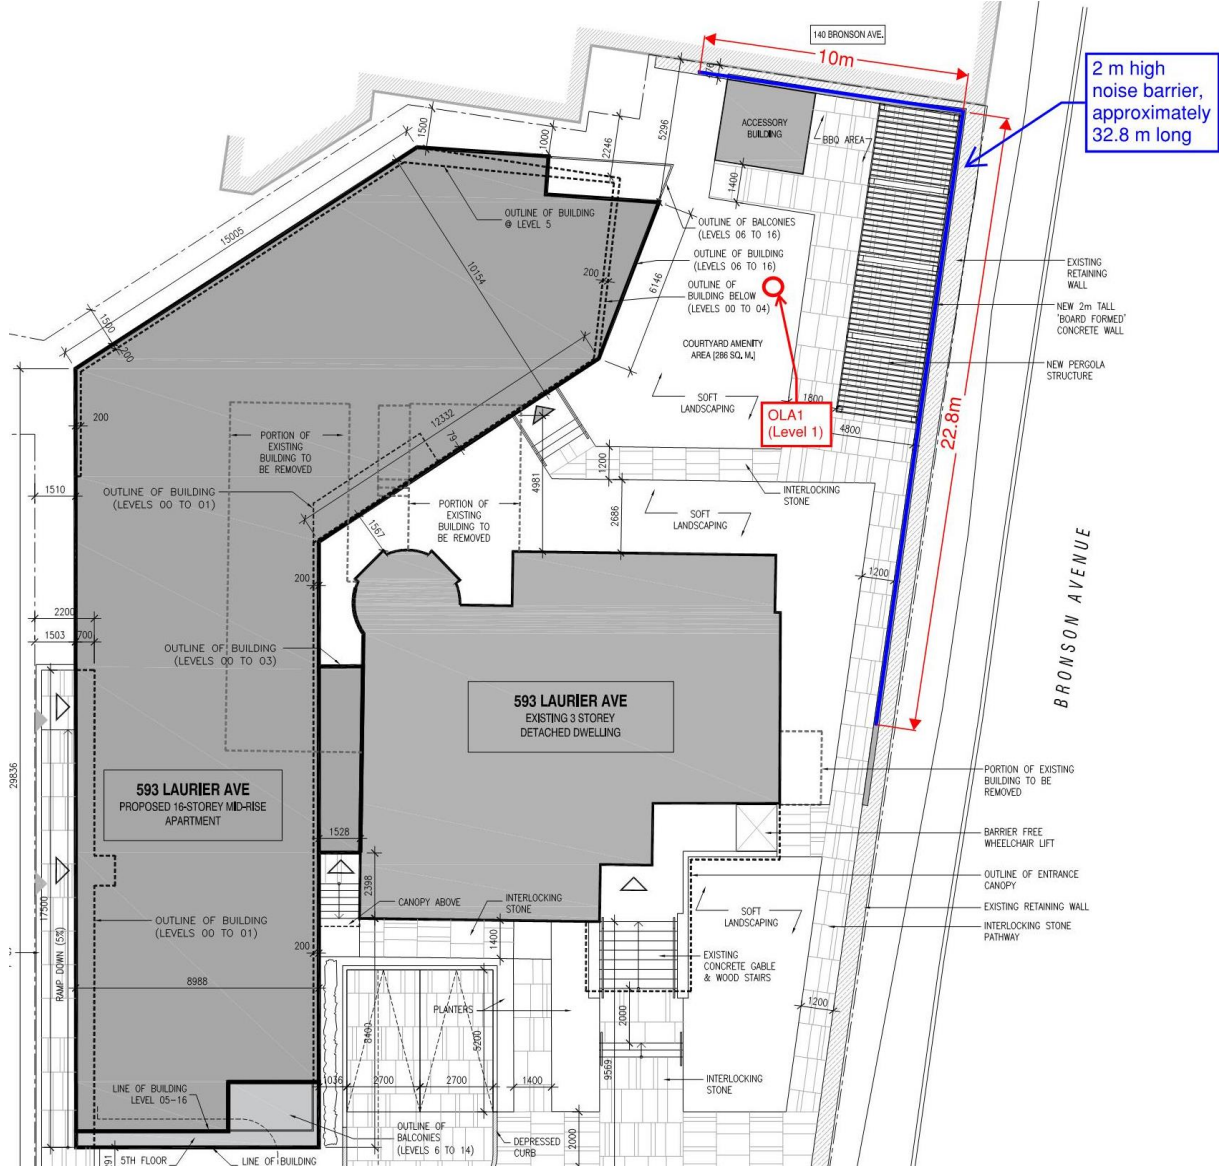 140 BRONSON AVE.
10m
2 m high
noise barrier,
approximately
32.8 m long
1500
1000
2246
5296
76
ACCESSORY
BUILDING
BBQ AREA
1400
OUTLINE OF BUILDING
@ LEVEL 5
15005
10154
200
6146
OUTLINE OF BALCONIES
(LEVELS 06 TO 16)
OUTLINE OF BUILDING
(LEVELS 06 TO 16)
OUTLINE OF
BUILDING BELOW
(LEVELS 00 TO 04)
EXISTING
RETAINING
WALL
NEW 2m TALL
'BOARD FORMED'
CONCRETE WALL
NEW PERGOLA
STRUCTURE
1500
200
COURTYARD AMENITY
AREA (286 SQ. M.)
SOFT
LANDSCAPING
1800
OLA1
(Level 1)
4800
22.8m
200
12332
79
PORTION OF
EXISTING
BUILDING TO
BE REMOVED
1510
OUTLINE OF BUILDING
(LEVELS 00 TO 01)
PORTION OF
EXISTING
BUILDING TO
BE REMOVED
4981
1200
2686
INTERLOCKING
STONE
SOFT
LANDSCAPING
1567
200
1200
BRONSON AVENUE
2200
1503
700
OUTLINE OF BUILDING
(LEVELS 00 TO 03)
593 LAURIER AVE
EXISTING 3 STOREY
DETACHED DWELLING
29836
593 LAURIER AVE
PROPOSED 16-STOREY MID-RISE
APARTMENT
PORTION OF EXISTING
BUILDING TO BE
REMOVED
1528
BARRIER FREE
WHEELCHAIR LIFT
2398
OUTLINE OF ENTRANCE
CANOPY
17500
CANOPY ABOVE
INTERLOCKING
STONE
SOFT
LANDSCAPING
EXISTING RETAINING WALL
INTERLOCKING STONE
PATHWAY
OUTLINE OF BUILDING
(LEVELS 00 TO 01)
200
1400
EXISTING
CONCRETE GABLE
& WOOD STAIRS
RAMP DOWN (5%)
8988
PLANTERS
1200
8400
5200
2000
9569
1036
2700
2700
1400
INTERLOCKING
STONE
LINE OF BUILDING
LEVEL 05-16
OUTLINE OF
BALCONIES
(LEVELS 6 TO 14)
DEPRESSED
CURB
2000
91
5TH FLOOR
LINE OF BUILDING